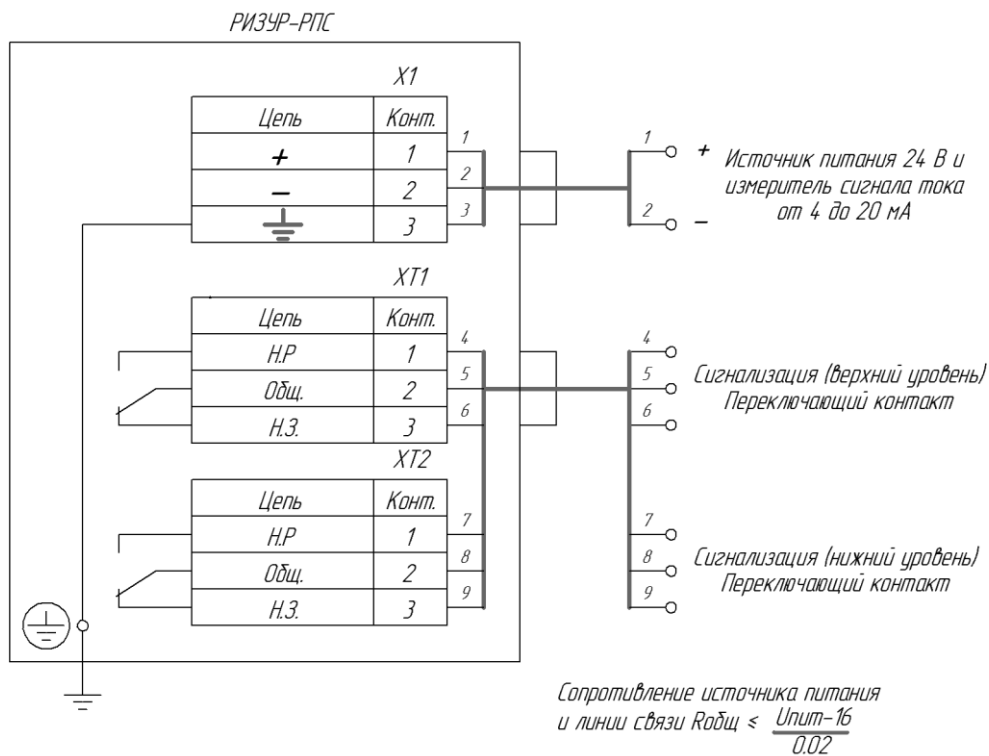 РИЗУР-РПС
X1
Цепь Конт.
+ 1
− 2
3
1
2
3
1 +
2 −
Источник питания 24 В и
измеритель сигнала тока
от 4 до 20 мА
XT1
Цепь Конт.
Н.Р 1
Общ. 2
Н.З. 3
4
5
6
4
5
6
Сигнализация (верхний уровень)
Переключающий контакт
XT2
Цепь Конт.
Н.Р 1
Общ. 2
Н.З. 3
7
8
9
7
8
9
Сигнализация (нижний уровень)
Переключающий контакт
Сопротивление источника питания
и линии связи Rобщ ≤ Uпит-16
0.02